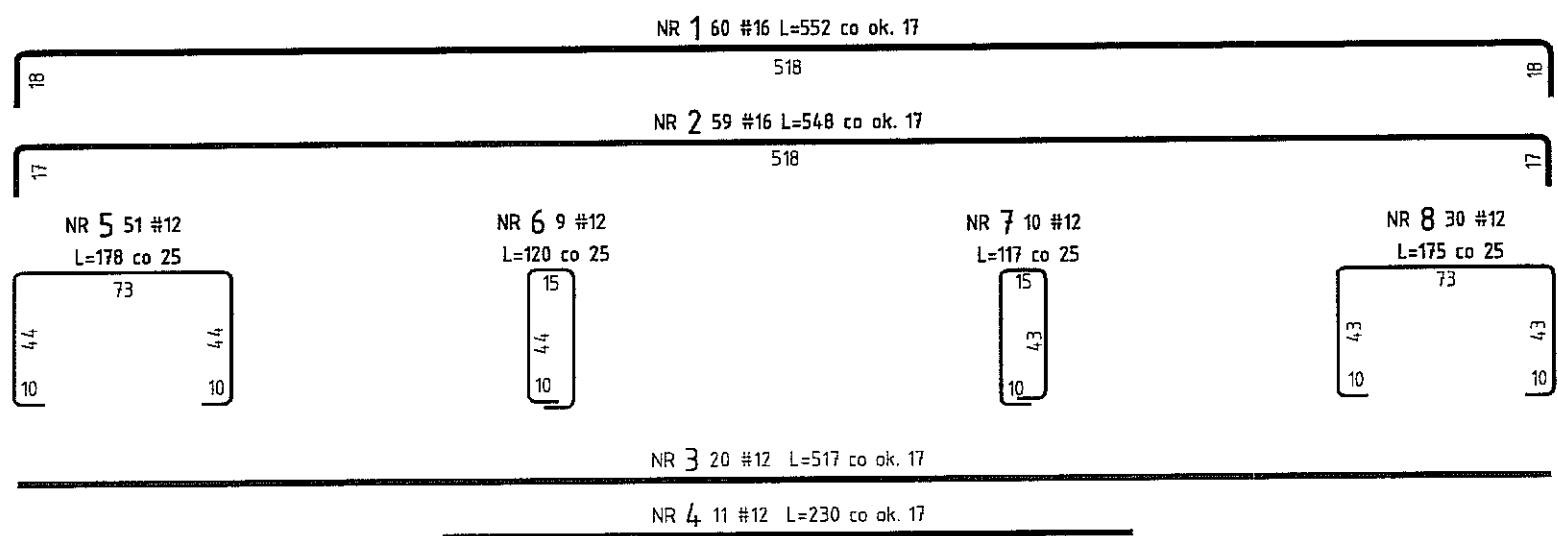 NR 1 60 #16 L=552 co ok. 17
518
18
18
NR 2 59 #16 L=548 co ok. 17
518
17
17
NR 5 51 #12
L=178 co 25
73
44
44
10
10
NR 6 9 #12
L=120 co 25
15
44
10
NR 7 10 #12
L=117 co 25
15
43
10
NR 8 30 #12
L=175 co 25
73
43
43
10
10
NR 3 20 #12 L=517 co ok. 17
NR 4 11 #12 L=230 co ok. 17